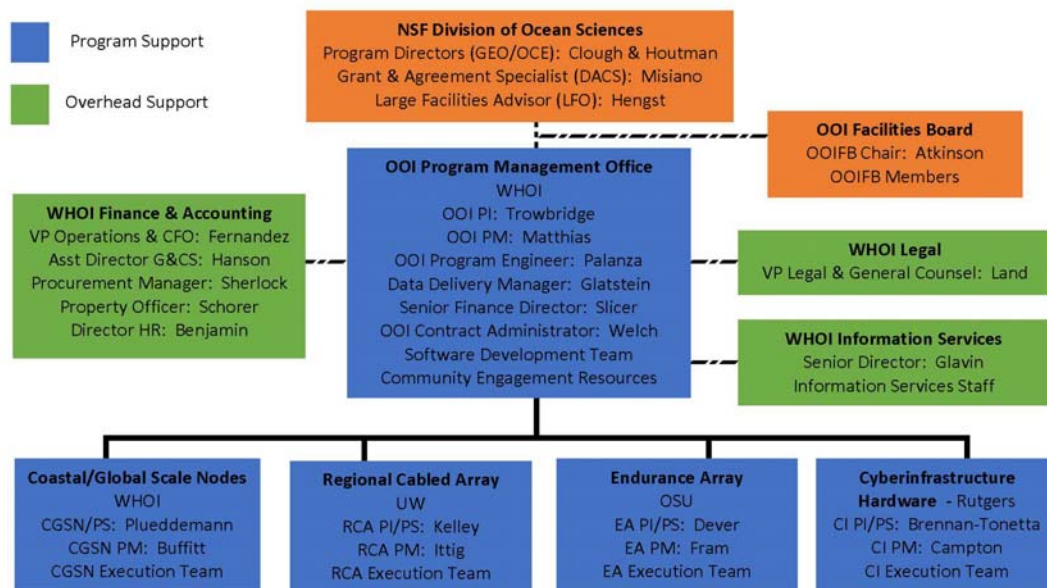 Program Support
Overhead Support
NSF Division of Ocean Sciences
Program Directors (GEO/OCE): Clough & Houtman
Grant & Agreement Specialist (DACS): Misiano
Large Facilities Advisor (LFO): Hengst
OOI Facilities Board
OOIFB Chair: Atkinson
OOIFB Members
OOI Program Management Office
WHOI
OOI PI: Trowbridge
OOI PM: Matthias
OOI Program Engineer: Palanza
Data Delivery Manager: Glatstein
Senior Finance Director: Slicer
OOI Contract Administrator: Welch
Software Development Team
Community Engagement Resources
WHOI Finance & Accounting
VP Operations & CFO: Fernandez
Asst Director G&CS: Hanson
Procurement Manager: Sherlock
Property Officer: Schorer
Director HR: Benjamin
WHOI Legal
VP Legal & General Counsel: Land
WHOI Information Services
Senior Director: Glavin
Information Services Staff
Coastal/Global Scale Nodes
WHOI
CGSN/PS: Plueddemann
CGSN PM: Buffitt
CGSN Execution Team
Regional Cabled Array
UW
RCA PI/PS: Kelley
RCA PM: Ittig
RCA Execution Team
Endurance Array
OSU
EA PI/PS: Dever
EA PM: Fram
EA Execution Team
Cyberinfrastructure
Hardware - Rutgers
CI PI/PS: Brennan-Tonetta
CI PM: Campton
CI Execution Team